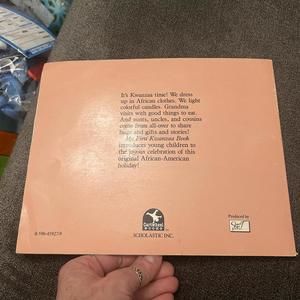 It's Kwanzaa time! We dress
up in African clothes. We light
colorful candles. Grandma
visits with good things to eat.
And aunts, uncles, and cousins
come from all over to share
hugs and gifts and stories!
My First Kwanzaa Book
introduces young children to
the joyous celebration of this
original African-American
holiday!
Cartwheel
BOOKS
SCHOLASTIC INC.
Produced by